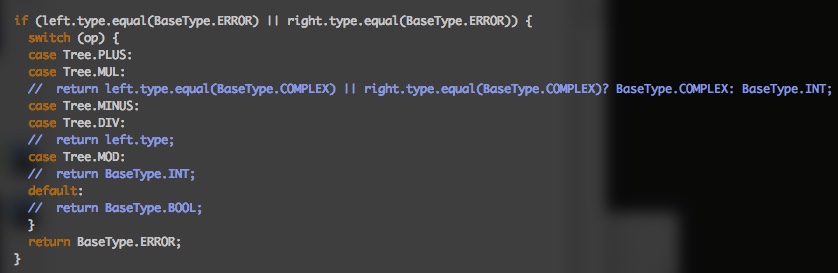 if (left.type.equal(BaseType.ERROR) || right.type.equal(BaseType.ERROR)) {
  switch (op) {
  case Tree.PLUS:
  case Tree.MUL:
  //  return left.type.equal(BaseType.COMPLEX) || right.type.equal(BaseType.COMPLEX)? BaseType.COMPLEX: BaseType.INT;
  case Tree.MINUS:
  case Tree.DIV:
  //  return left.type;
  case Tree.MOD:
  //  return BaseType.INT;
  default:
  //  return BaseType.BOOL;
  }
  return BaseType.ERROR;
}